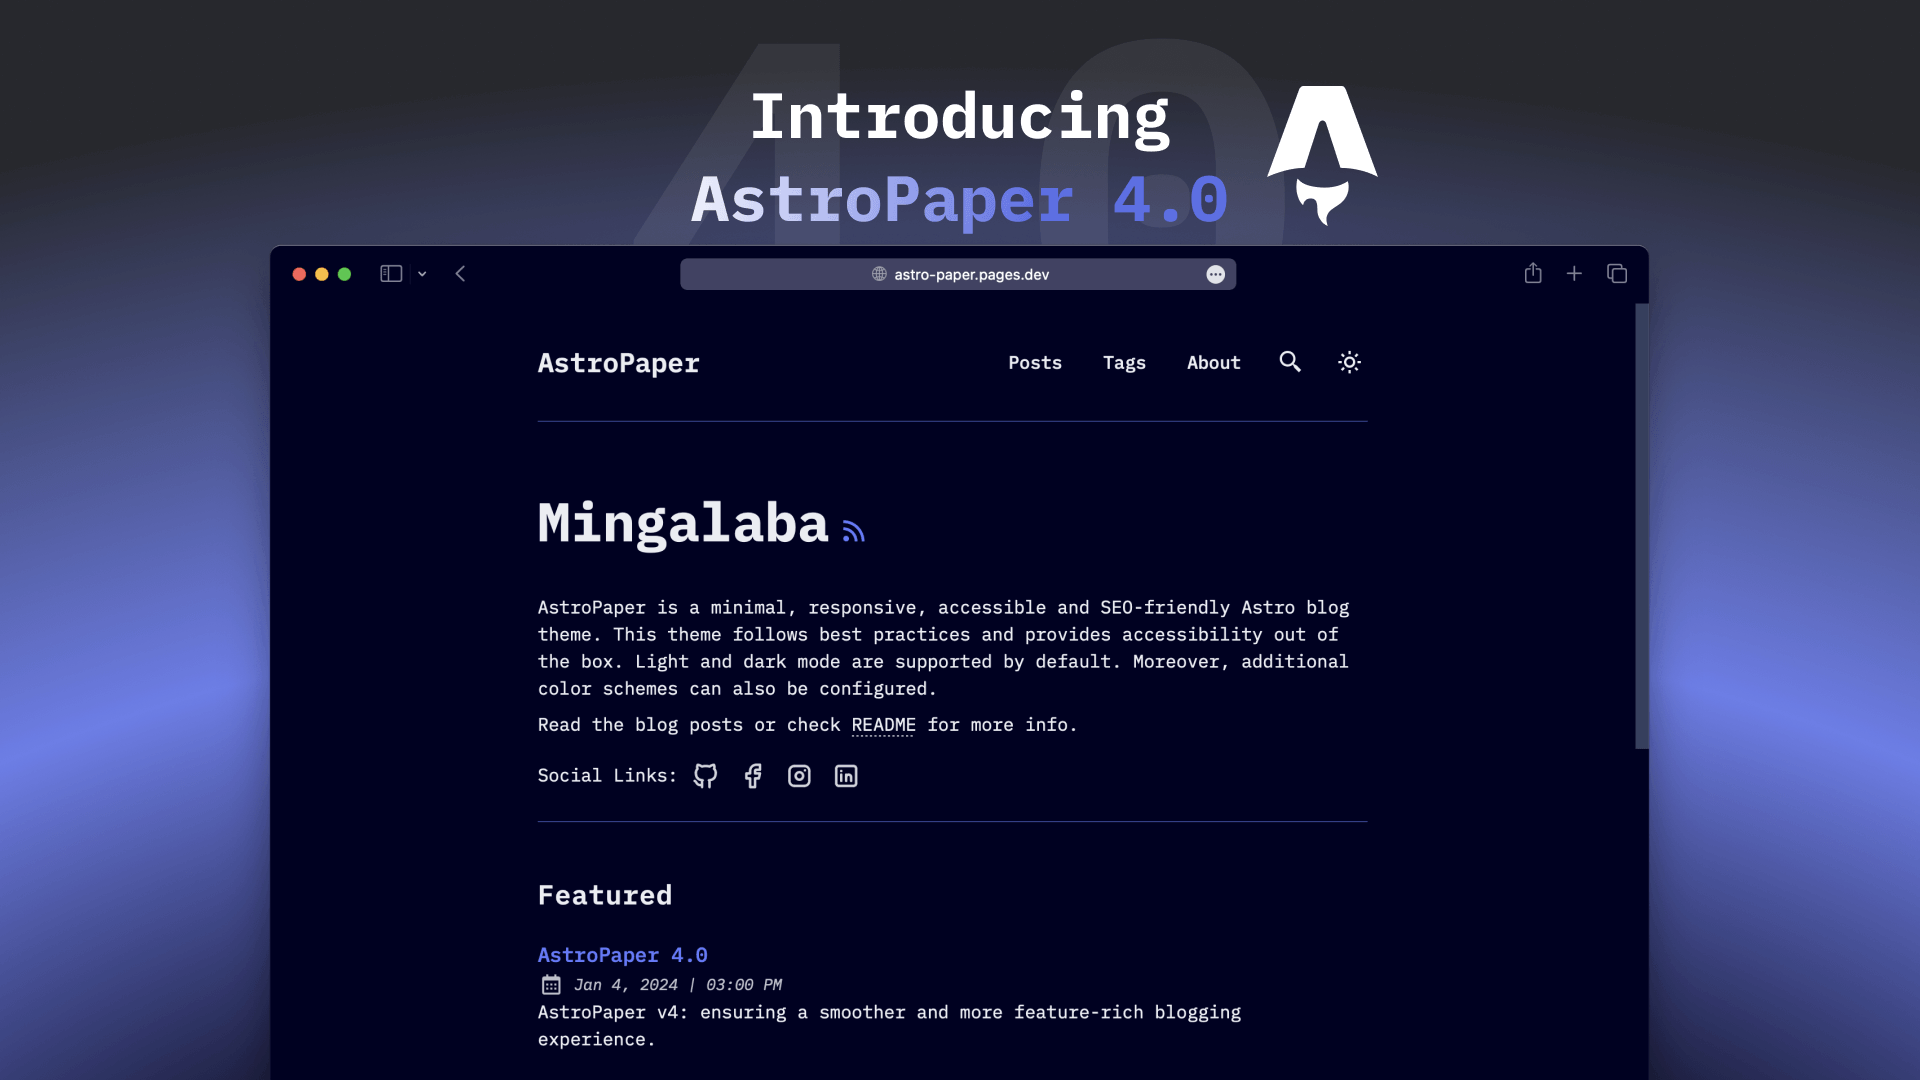 4.0
Introducing
AstroPaper 4.0
astro-paper.pages.dev
AstroPaper
Posts
Tags
About
Mingalaba
AstroPaper is a minimal, responsive, accessible and SEO-friendly Astro blog
theme. This theme follows best practices and provides accessibility out of
the box. Light and dark mode are supported by default. Moreover, additional
color schemes can also be configured.
Read the blog posts or check README for more info.
Social Links:
Featured
AstroPaper 4.0
Jan 4, 2024 | 03:00 PM
AstroPaper v4: ensuring a smoother and more feature-rich blogging
experience.